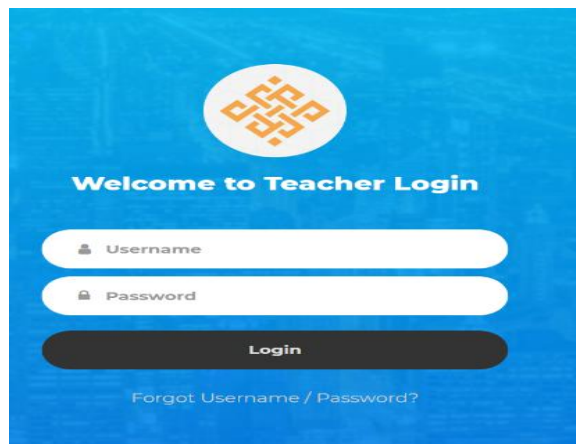 Welcome to Teacher Login
Username
Password
Login
Forgot Username / Password?